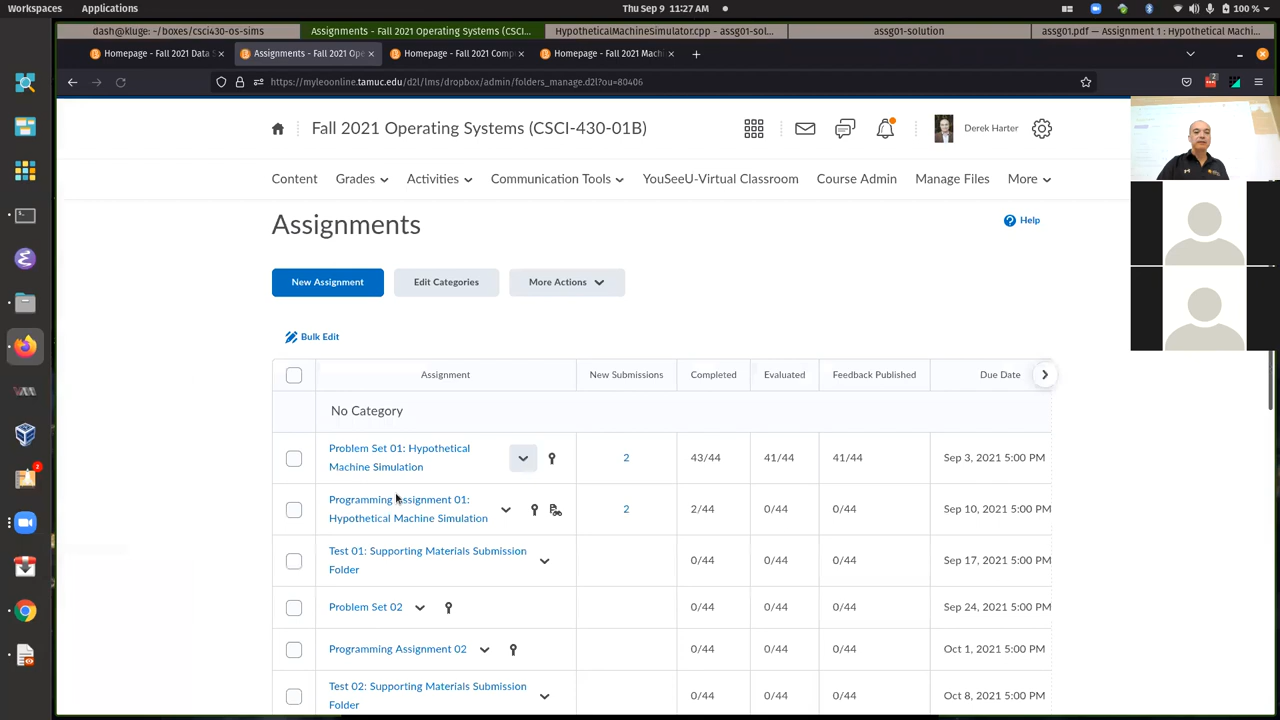 Workspaces Applications Thu Sep 9 11:27 AM 100 %
dash@kluge: ~/boxes/csci430-os-sims Assignments - Fall 2021 Operating Systems (CSCI... HypotheticalMachineSimulator.cpp - assg01-sol... assg01-solution assg01.pdf — Assignment 1 : Hypothetical Machi...
Homepage - Fall 2021 Data S Assignments - Fall 2021 Ope Homepage - Fall 2021 Comp Homepage - Fall 2021 Machi
https://myleoonline.tamuc.edu/d2l/lms/dropbox/admin/folders_manage.d2l?ou=80406
Fall 2021 Operating Systems (CSCI-430-01B) Derek Harter
Content Grades Activities Communication Tools YouSeeU-Virtual Classroom Course Admin Manage Files More
Assignments
Help
New Assignment Edit Categories More Actions
Bulk Edit
Assignment New Submissions Completed Evaluated Feedback Published Due Date
No Category
Problem Set 01: Hypothetical
Machine Simulation
2 43/44 41/44 41/44 Sep 3, 2021 5:00 PM
Programming Assignment 01:
Hypothetical Machine Simulation
2 2/44 0/44 0/44 Sep 10, 2021 5:00 PM
Test 01: Supporting Materials Submission
Folder
0/44 0/44 0/44 Sep 17, 2021 5:00 PM
Problem Set 02 0/44 0/44 0/44 Sep 24, 2021 5:00 PM
Programming Assignment 02 0/44 0/44 0/44 Oct 1, 2021 5:00 PM
Test 02: Supporting Materials Submission
Folder
0/44 0/44 0/44 Oct 8, 2021 5:00 PM